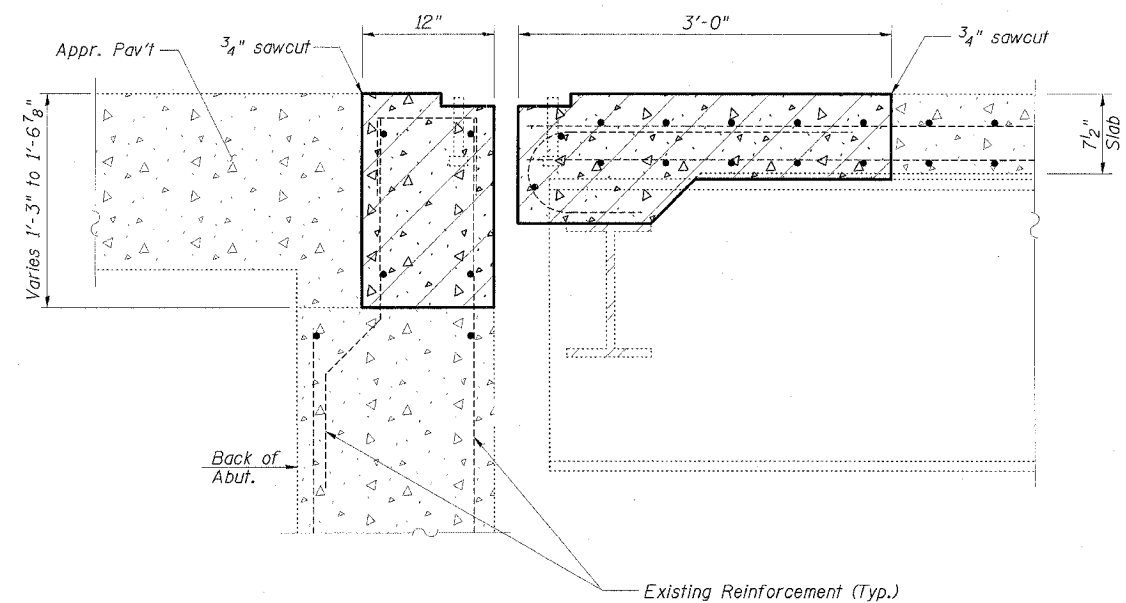 12"
3'-0"
Appr. Pav't
3/4" sawcut
3/4" sawcut
Varies 1'-3" to 1'-6 7/8"
7 1/2"
Slab
Back of
Abut.
Existing Reinforcement (Typ.)